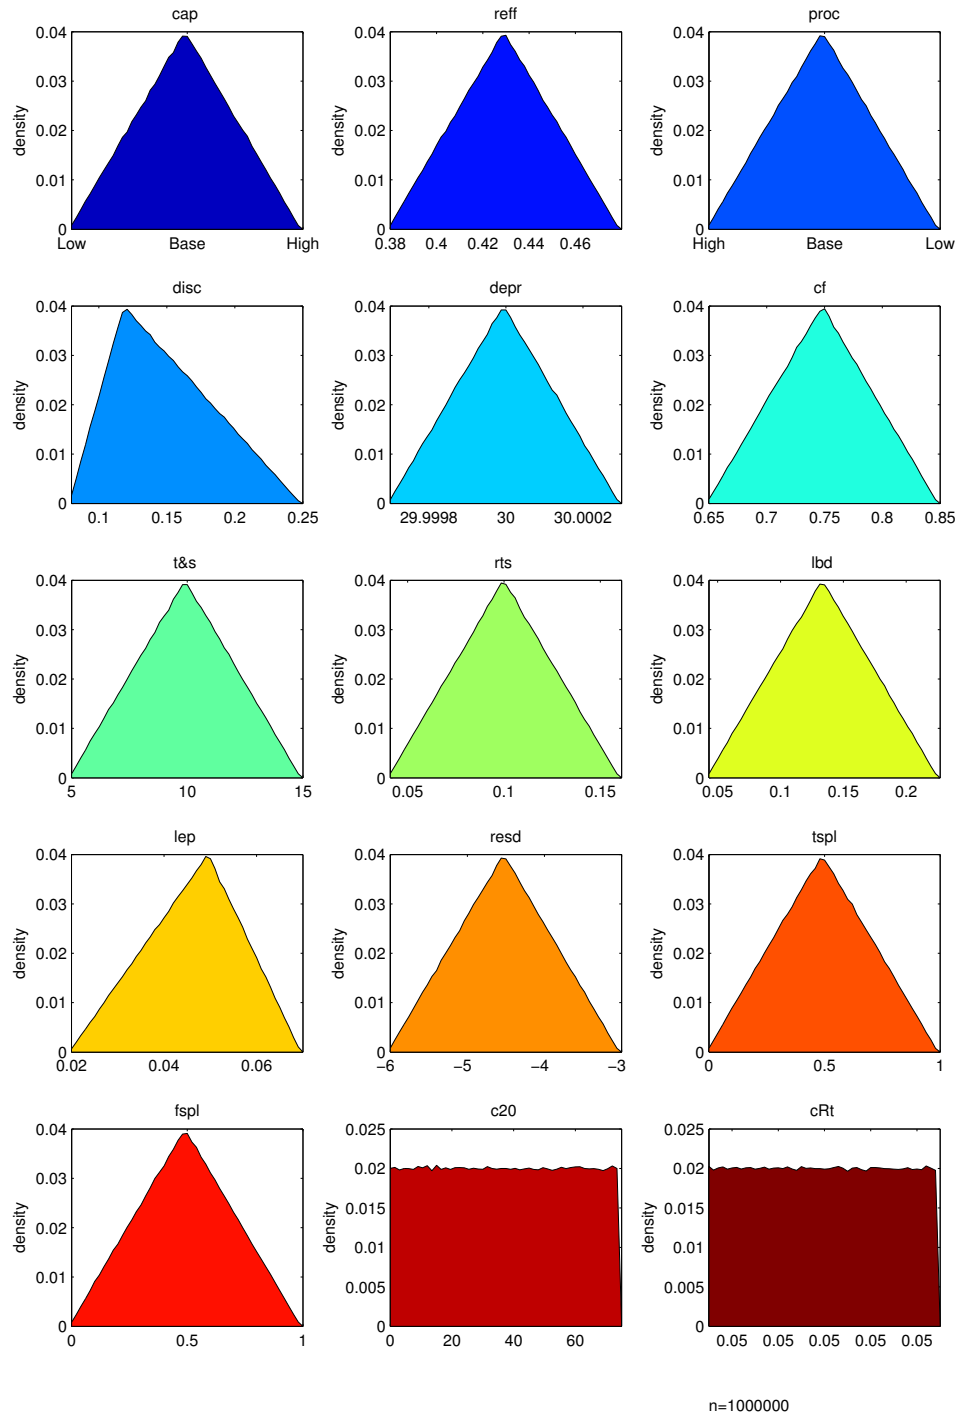 cap
reff
proc
0.04
0.03
0.02
0.01
0
density
Low Base High
0.04
0.03
0.02
0.01
0
density
0.38 0.4 0.42 0.44 0.46
0.04
0.03
0.02
0.01
0
density
High Base Low
disc
depr
cf
0.04
0.03
0.02
0.01
0
density
0.1 0.15 0.2 0.25
0.04
0.03
0.02
0.01
0
density
29.9998 30 30.0002
0.04
0.03
0.02
0.01
0
density
0.65 0.7 0.75 0.8 0.85
t&s
rts
lbd
0.04
0.03
0.02
0.01
0
density
5 10 15
0.04
0.03
0.02
0.01
0
density
0.05 0.1 0.15
0.04
0.03
0.02
0.01
0
density
0.05 0.1 0.15 0.2
lep
resd
tspl
0.04
0.03
0.02
0.01
0
density
0.02 0.04 0.06
0.04
0.03
0.02
0.01
0
density
−6 −5 −4 −3
0.04
0.03
0.02
0.01
0
density
0 0.5 1
fspl
c20
cRt
0.04
0.03
0.02
0.01
0
density
0 0.5 1
0.025
0.02
0.015
0.01
0.005
0
density
0 20 40 60
0.025
0.02
0.015
0.01
0.005
0
density
0.05 0.05 0.05 0.05 0.05
n=1000000